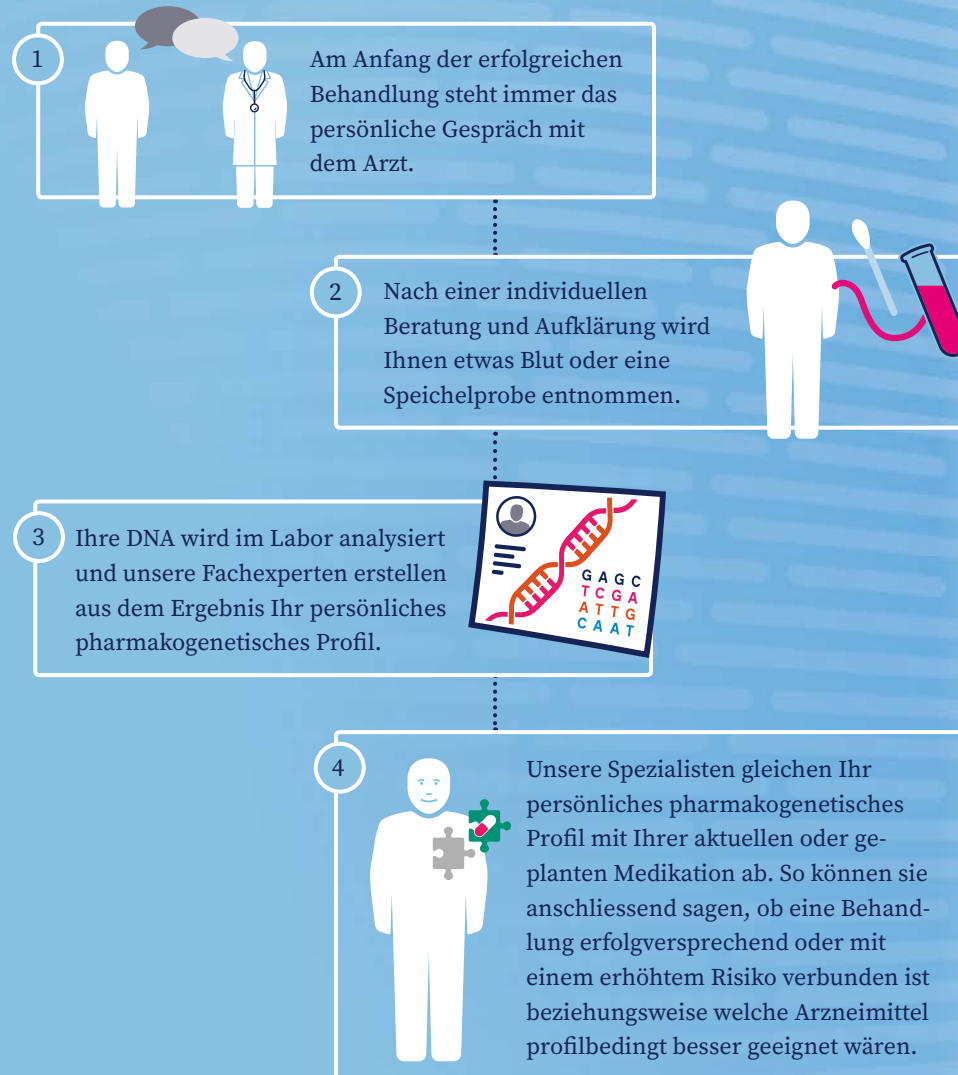 1
Am Anfang der erfolgreichen
Behandlung steht immer das
persönliche Gespräch mit
dem Arzt.
2
Nach einer individuellen
Beratung und Aufklärung wird
Ihnen etwas Blut oder eine
Speichelprobe entnommen.
3
Ihre DNA wird im Labor analysiert
und unsere Fachexperten erstellen
aus dem Ergebnis Ihr persönliches
pharmakogenetisches Profil.
G A G C
T C G A
A T T G
C A A T
4
Unsere Spezialisten gleichen Ihr
persönliches pharmakogenetisches
Profil mit Ihrer aktuellen oder ge-
planten Medikation ab. So können sie
anschliessend sagen, ob eine Behand-
lung erfolgversprechend oder mit
einem erhöhtem Risiko verbunden ist
beziehungsweise welche Arzneimittel
profilbedingt besser geeignet wären.